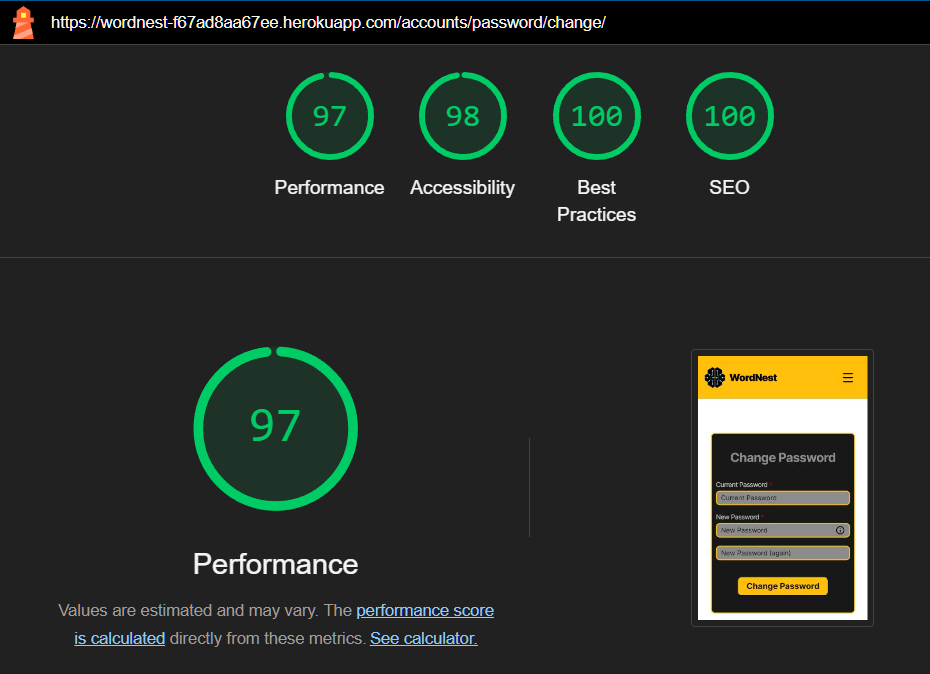 https://wordnest-f67ad8aa67ee.herokuapp.com/accounts/password/change/
97
98
100
100
Performance
Accessibility
Best
Practices
SEO
97
Performance
Values are estimated and may vary. The performance score
is calculated directly from these metrics. See calculator.
WordNest
Change Password
Current Password *
Current Password
New Password *
New Password
New Password (again)
Change Password